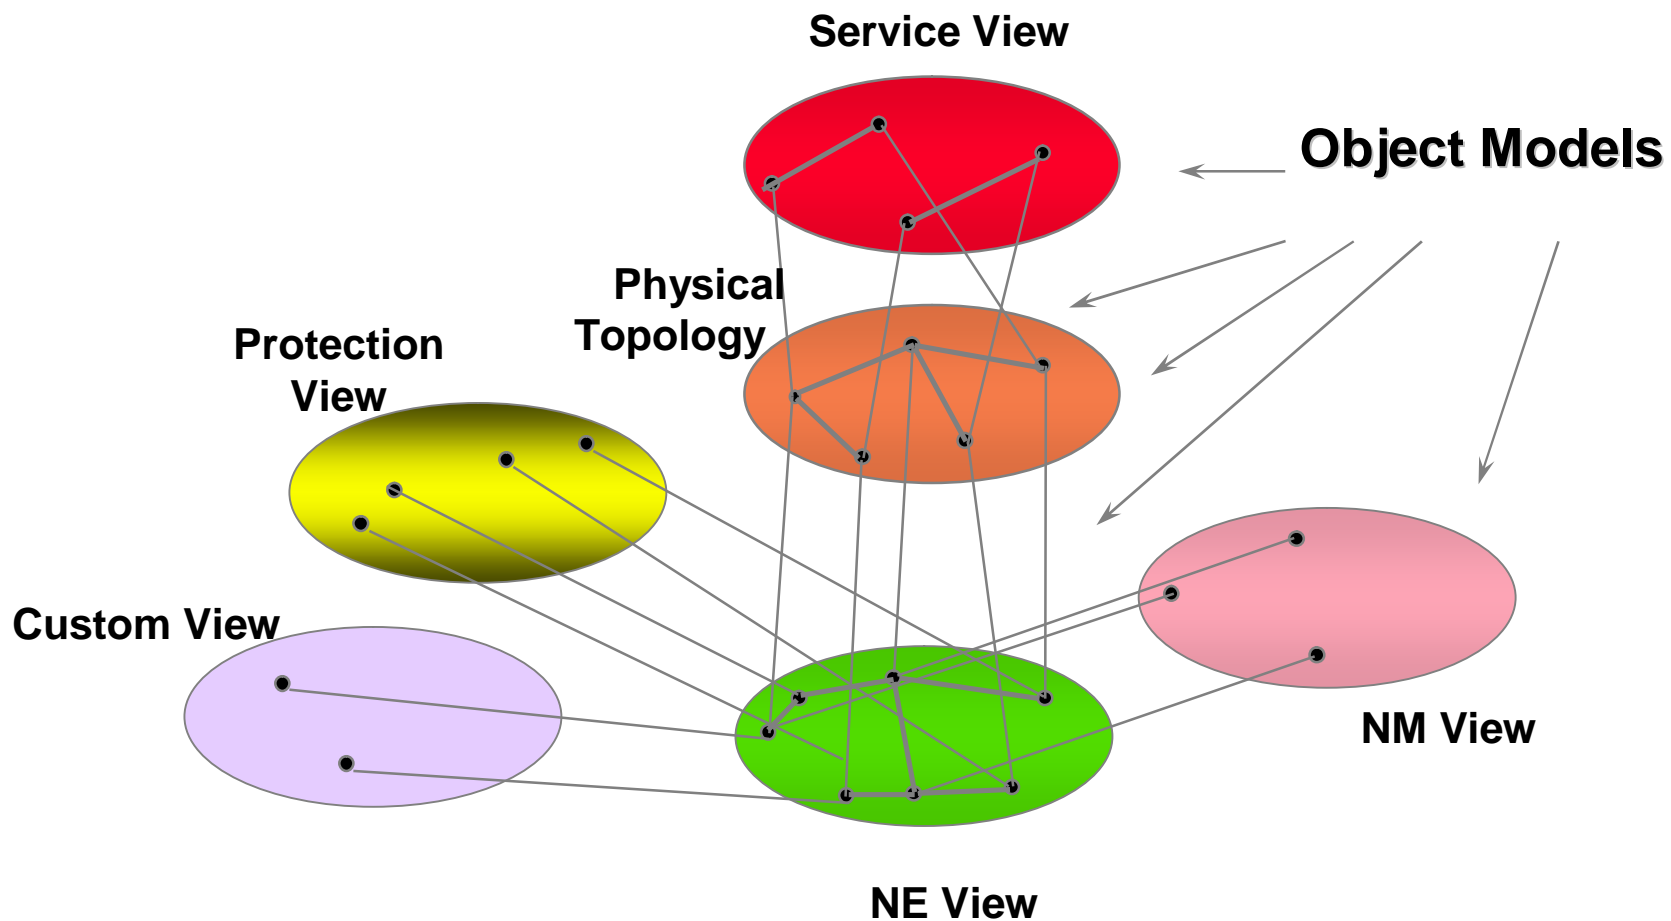 Service View
Object Models
Physical
Topology
Protection
View
Custom View
NM View
NE View